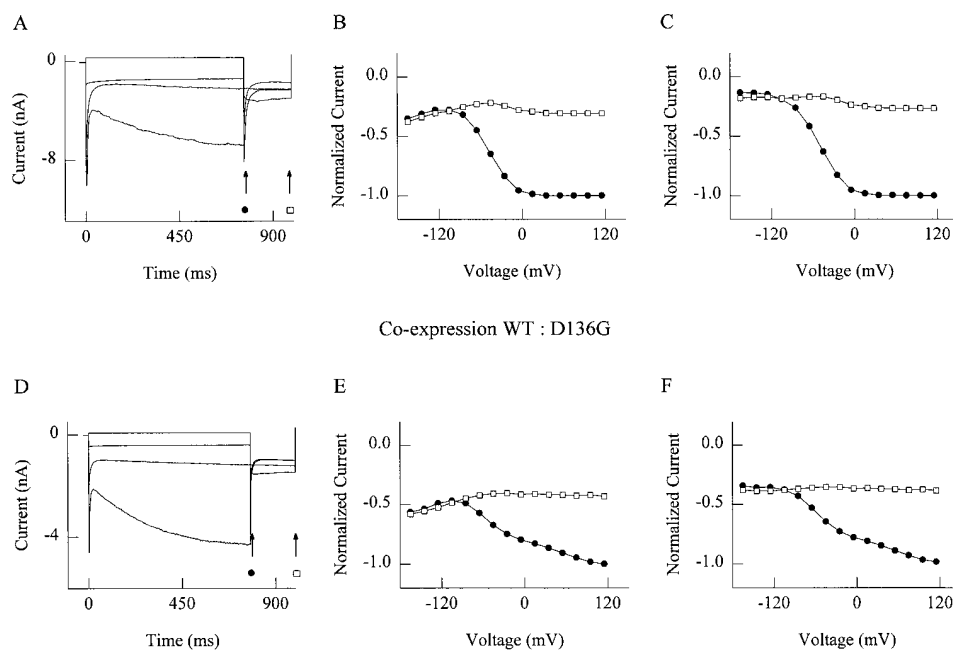 A
B
C
0
-8
Current (nA)
0
450
900
Time (ms)
0.0
-0.5
-1.0
Normalized Current
-120
0
120
Voltage (mV)
0.0
-0.5
-1.0
Normalized Current
-120
0
120
Voltage (mV)
Co-expression WT : D136G
D
E
F
0
-4
Current (nA)
0
450
900
Time (ms)
0.0
-0.5
-1.0
Normalized Current
-120
0
120
Voltage (mV)
0.0
-0.5
-1.0
Normalized Current
-120
0
120
Voltage (mV)